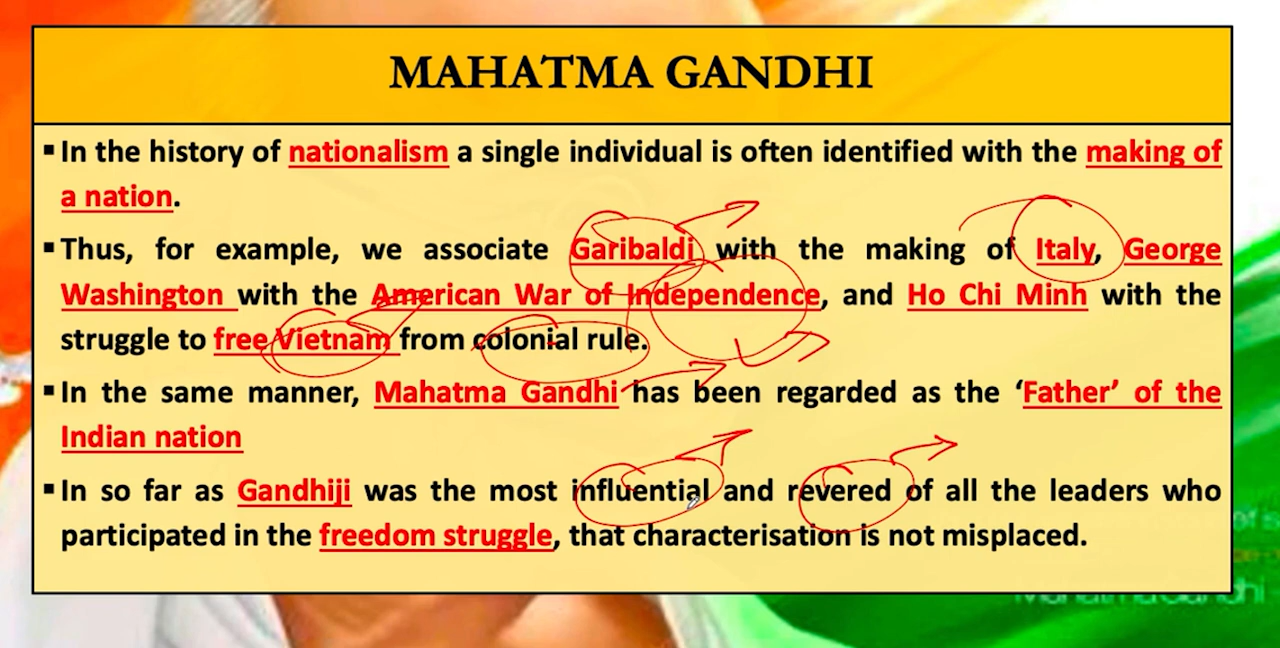 MAHATMA GANDHI
▪ In the history of nationalism a single individual is often identified with the making of
a nation.
▪ Thus, for example, we associate Garibaldi with the making of Italy, George
Washington with the American War of Independence, and Ho Chi Minh with the
struggle to free Vietnam from colonial rule.
▪ In the same manner, Mahatma Gandhi has been regarded as the ‘Father’ of the
Indian nation
▪ In so far as Gandhiji was the most influential and revered of all the leaders who
participated in the freedom struggle, that characterisation is not misplaced.
Mahatma Gandhi